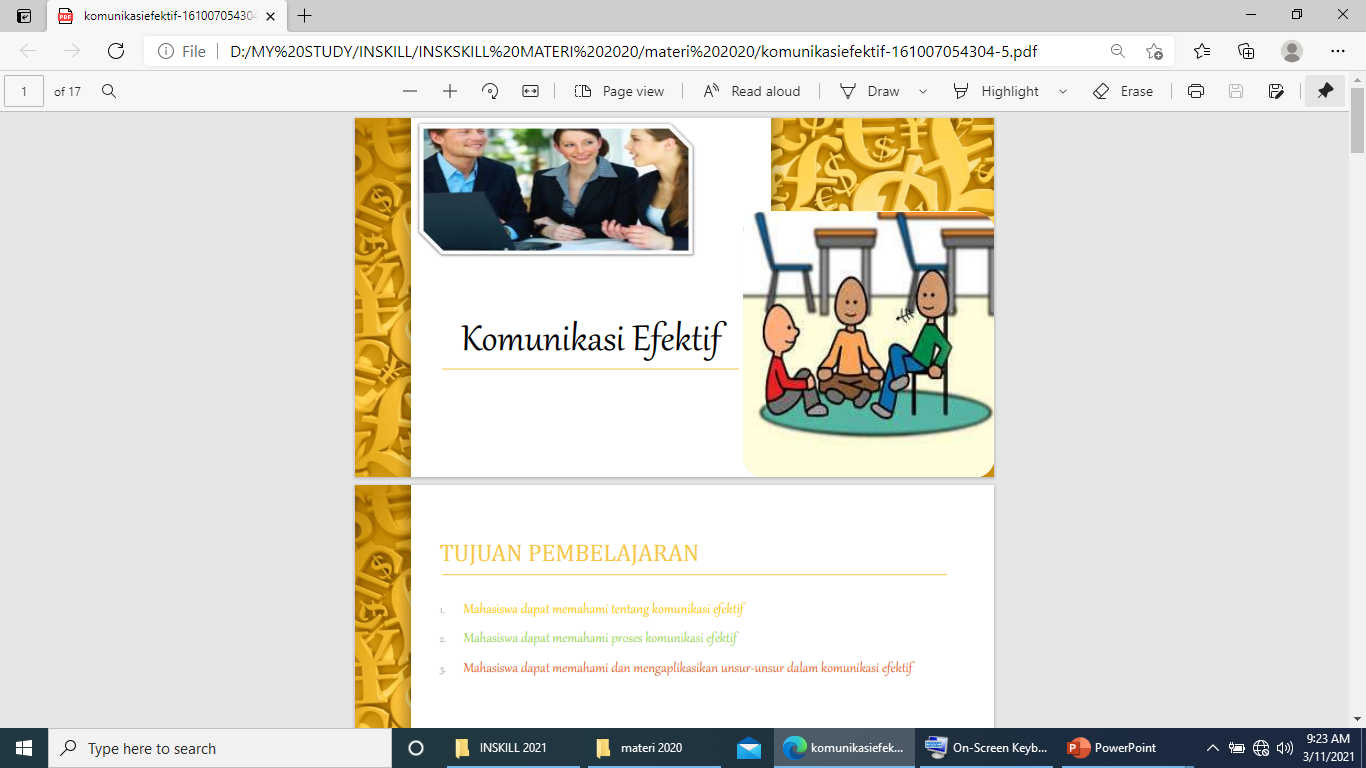 komunikasiefektif-161007054304-
File
D:/MY%20STUDY/INSKILL/INSKSKILL%20MATERI%202020/materi%202020/komunikasiefektif-161007054304-5.pdf
1 of 17
Page view
Read aloud
Draw
Highlight
Erase
Komunikasi Efektif
TUJUAN PEMBELAJARAN
1. Mahasiswa dapat memahami tentang komunikasi efektif
2. Mahasiswa dapat memahami proses komunikasi efektif
3. Mahasiswa dapat memahami dan mengaplikasikan unsur-unsur dalam komunikasi efektif
Type here to search
INSKILL 2021
materi 2020
komunikasiefek...
On-Screen Keyb...
PowerPoint
9:23 AM
3/11/2021